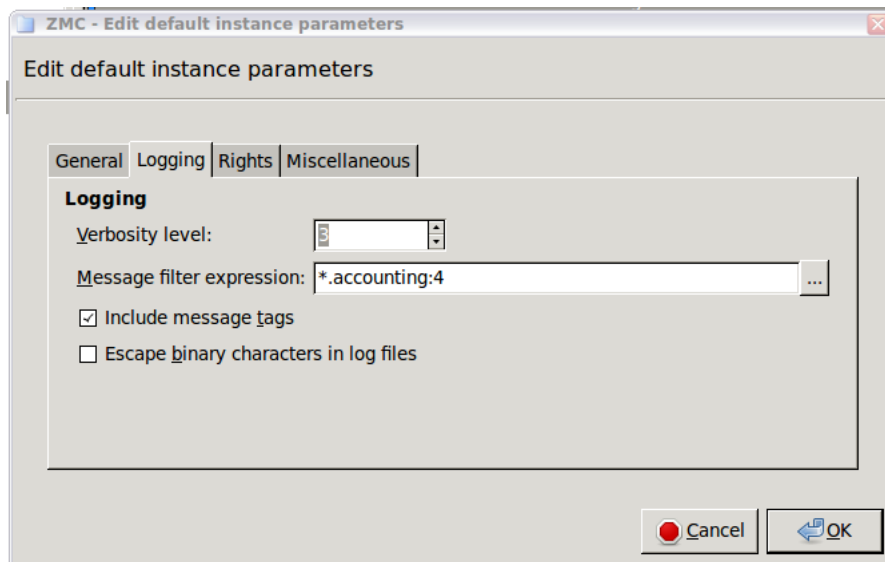 ZMC - Edit default instance parameters
Edit default instance parameters
General Logging Rights Miscellaneous
Logging
Verbosity level: 3
Message filter expression: *.accounting:4 ...
Include message tags
Escape binary characters in log files
Cancel OK